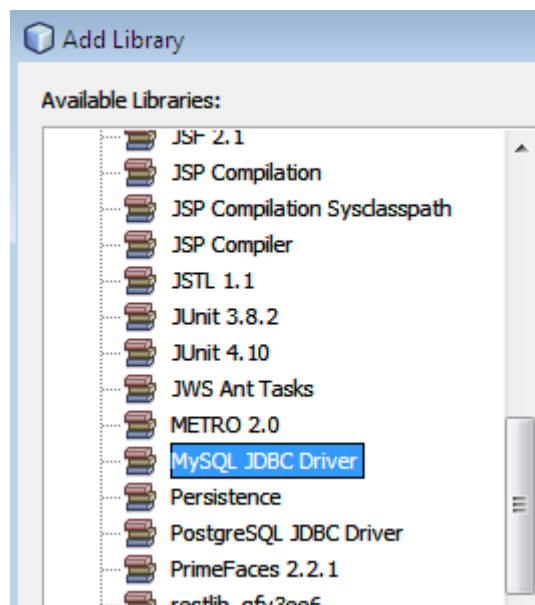 Add Library
Available Libraries:
JSF 2.1
JSP Compilation
JSP Compilation Sysclasspath
JSP Compiler
JSTL 1.1
JUnit 3.8.2
JUnit 4.10
JWS Ant Tasks
METRO 2.0
MySQL JDBC Driver
Persistence
PostgreSQL JDBC Driver
PrimeFaces 2.2.1